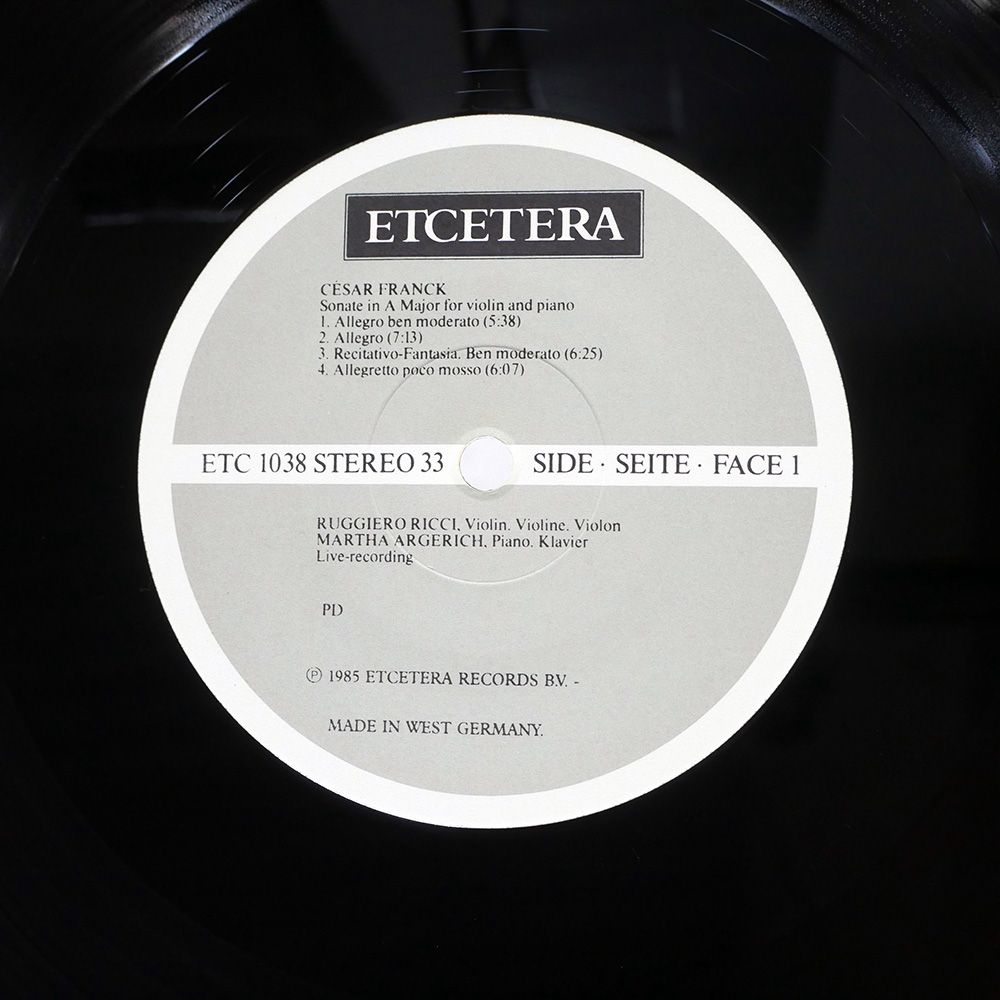 ETCETERA
CÉSAR FRANCK
Sonate in A Major for violin and piano
1. Allegro ben moderato (5:38)
2. Allegro (7:13)
3. Recitativo-Fantasia. Ben moderato (6:25)
4. Allegretto poco mosso (6:07)
ETC 1038 STEREO 33 SIDE · SEITE · FACE 1
RUGGIERO RICCI, Violin. Violine. Violon
MARTHA ARGERICH, Piano. Klavier
Live-recording
PD
℗ 1985 ETCETERA RECORDS B.V. -
MADE IN WEST GERMANY.